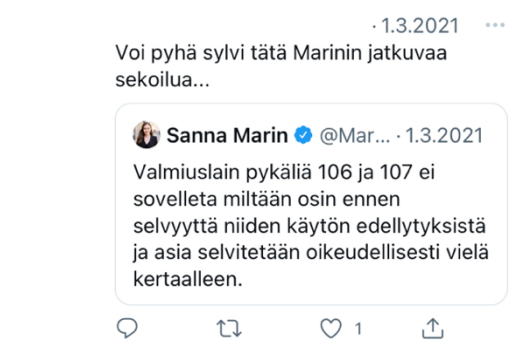 · 1.3.2021
Voi pyhä sylvi tätä Marinin jatkuvaa
sekoilua...
Sanna Marin @Mar... · 1.3.2021
Valmiuslain pykäliä 106 ja 107 ei
sovelleta miltään osin ennen
selvyyttä niiden käytön edellytyksistä
ja asia selvitetään oikeudellisesti vielä
kertaalleen.
1